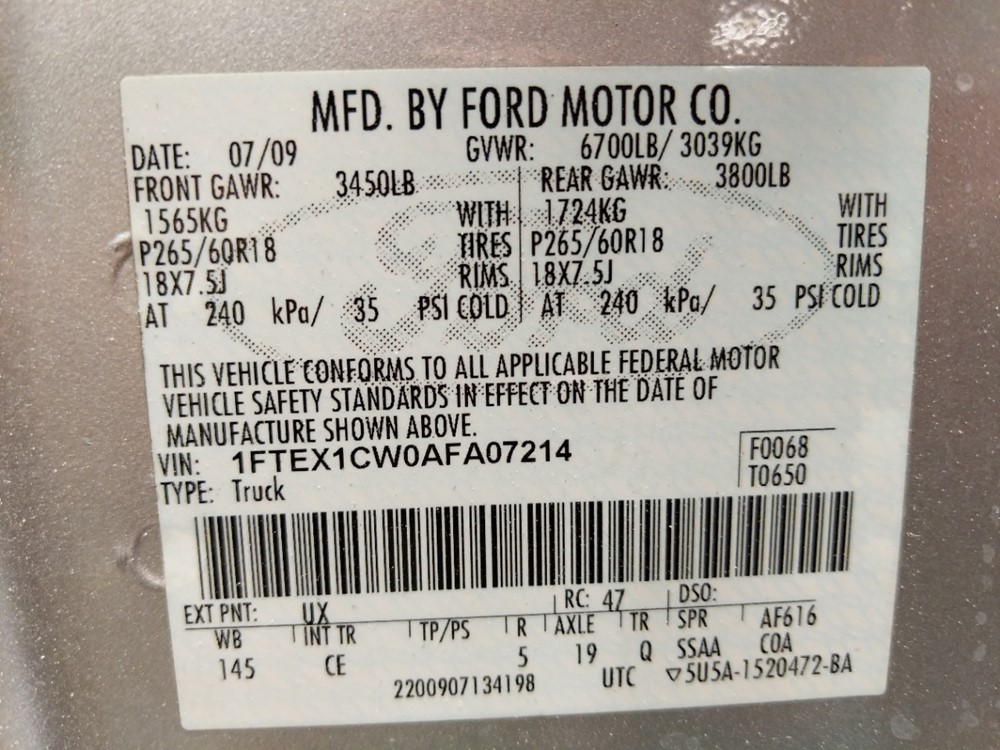 MFD. BY FORD MOTOR CO.
DATE: 07/09 GVWR: 6700LB/ 3039KG
FRONT GAWR: 3450LB REAR GAWR: 3800LB
1565KG WITH 1724KG WITH
P265/60R18 TIRES P265/60R18 TIRES
18X7.5J RIMS 18X7.5J RIMS
AT 240 kPa/ 35 PSI COLD AT 240 kPa/ 35 PSI COLD
THIS VEHICLE CONFORMS TO ALL APPLICABLE FEDERAL MOTOR
VEHICLE SAFETY STANDARDS IN EFFECT ON THE DATE OF
MANUFACTURE SHOWN ABOVE.
VIN: 1FTEX1CW0AFA07214 F0068
TYPE: Truck T0650
EXT PNT: UX RC: 47 DSO:
WB INT TR TP/PS R AXLE TR SPR AF616
145 CE 5 19 Q SSAA COA
2200907134198 UTC ▽5U5A-1520472-BA
Ford